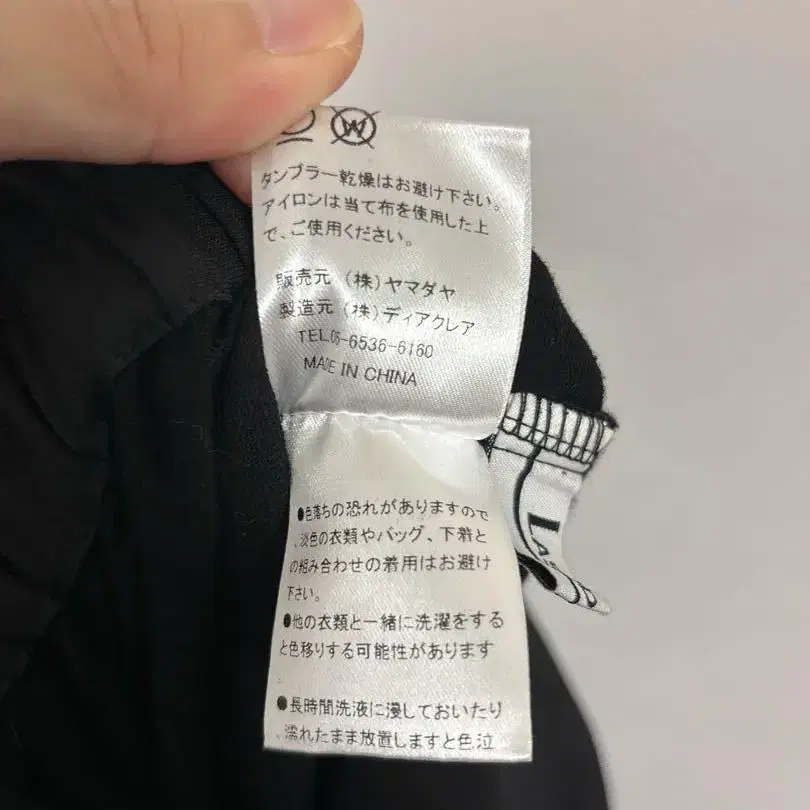 W
タンブラー乾燥はお避け下さい。
アイロンは当て布を使用した上
で、ご使用ください。
販売元 (株)ヤマダヤ
製造元 (株)ディアクレア
TEL.06-6536-6160
MADE IN CHINA
●色落ちの恐れがありますので
、淡色の衣類やバッグ、下着と
の組み合わせの着用はお避け
下さい。
●他の衣類と一緒に洗濯をする
と色移りする可能性があります
●長時間洗液に浸しておいたり
濡れたまま放置しますと色泣